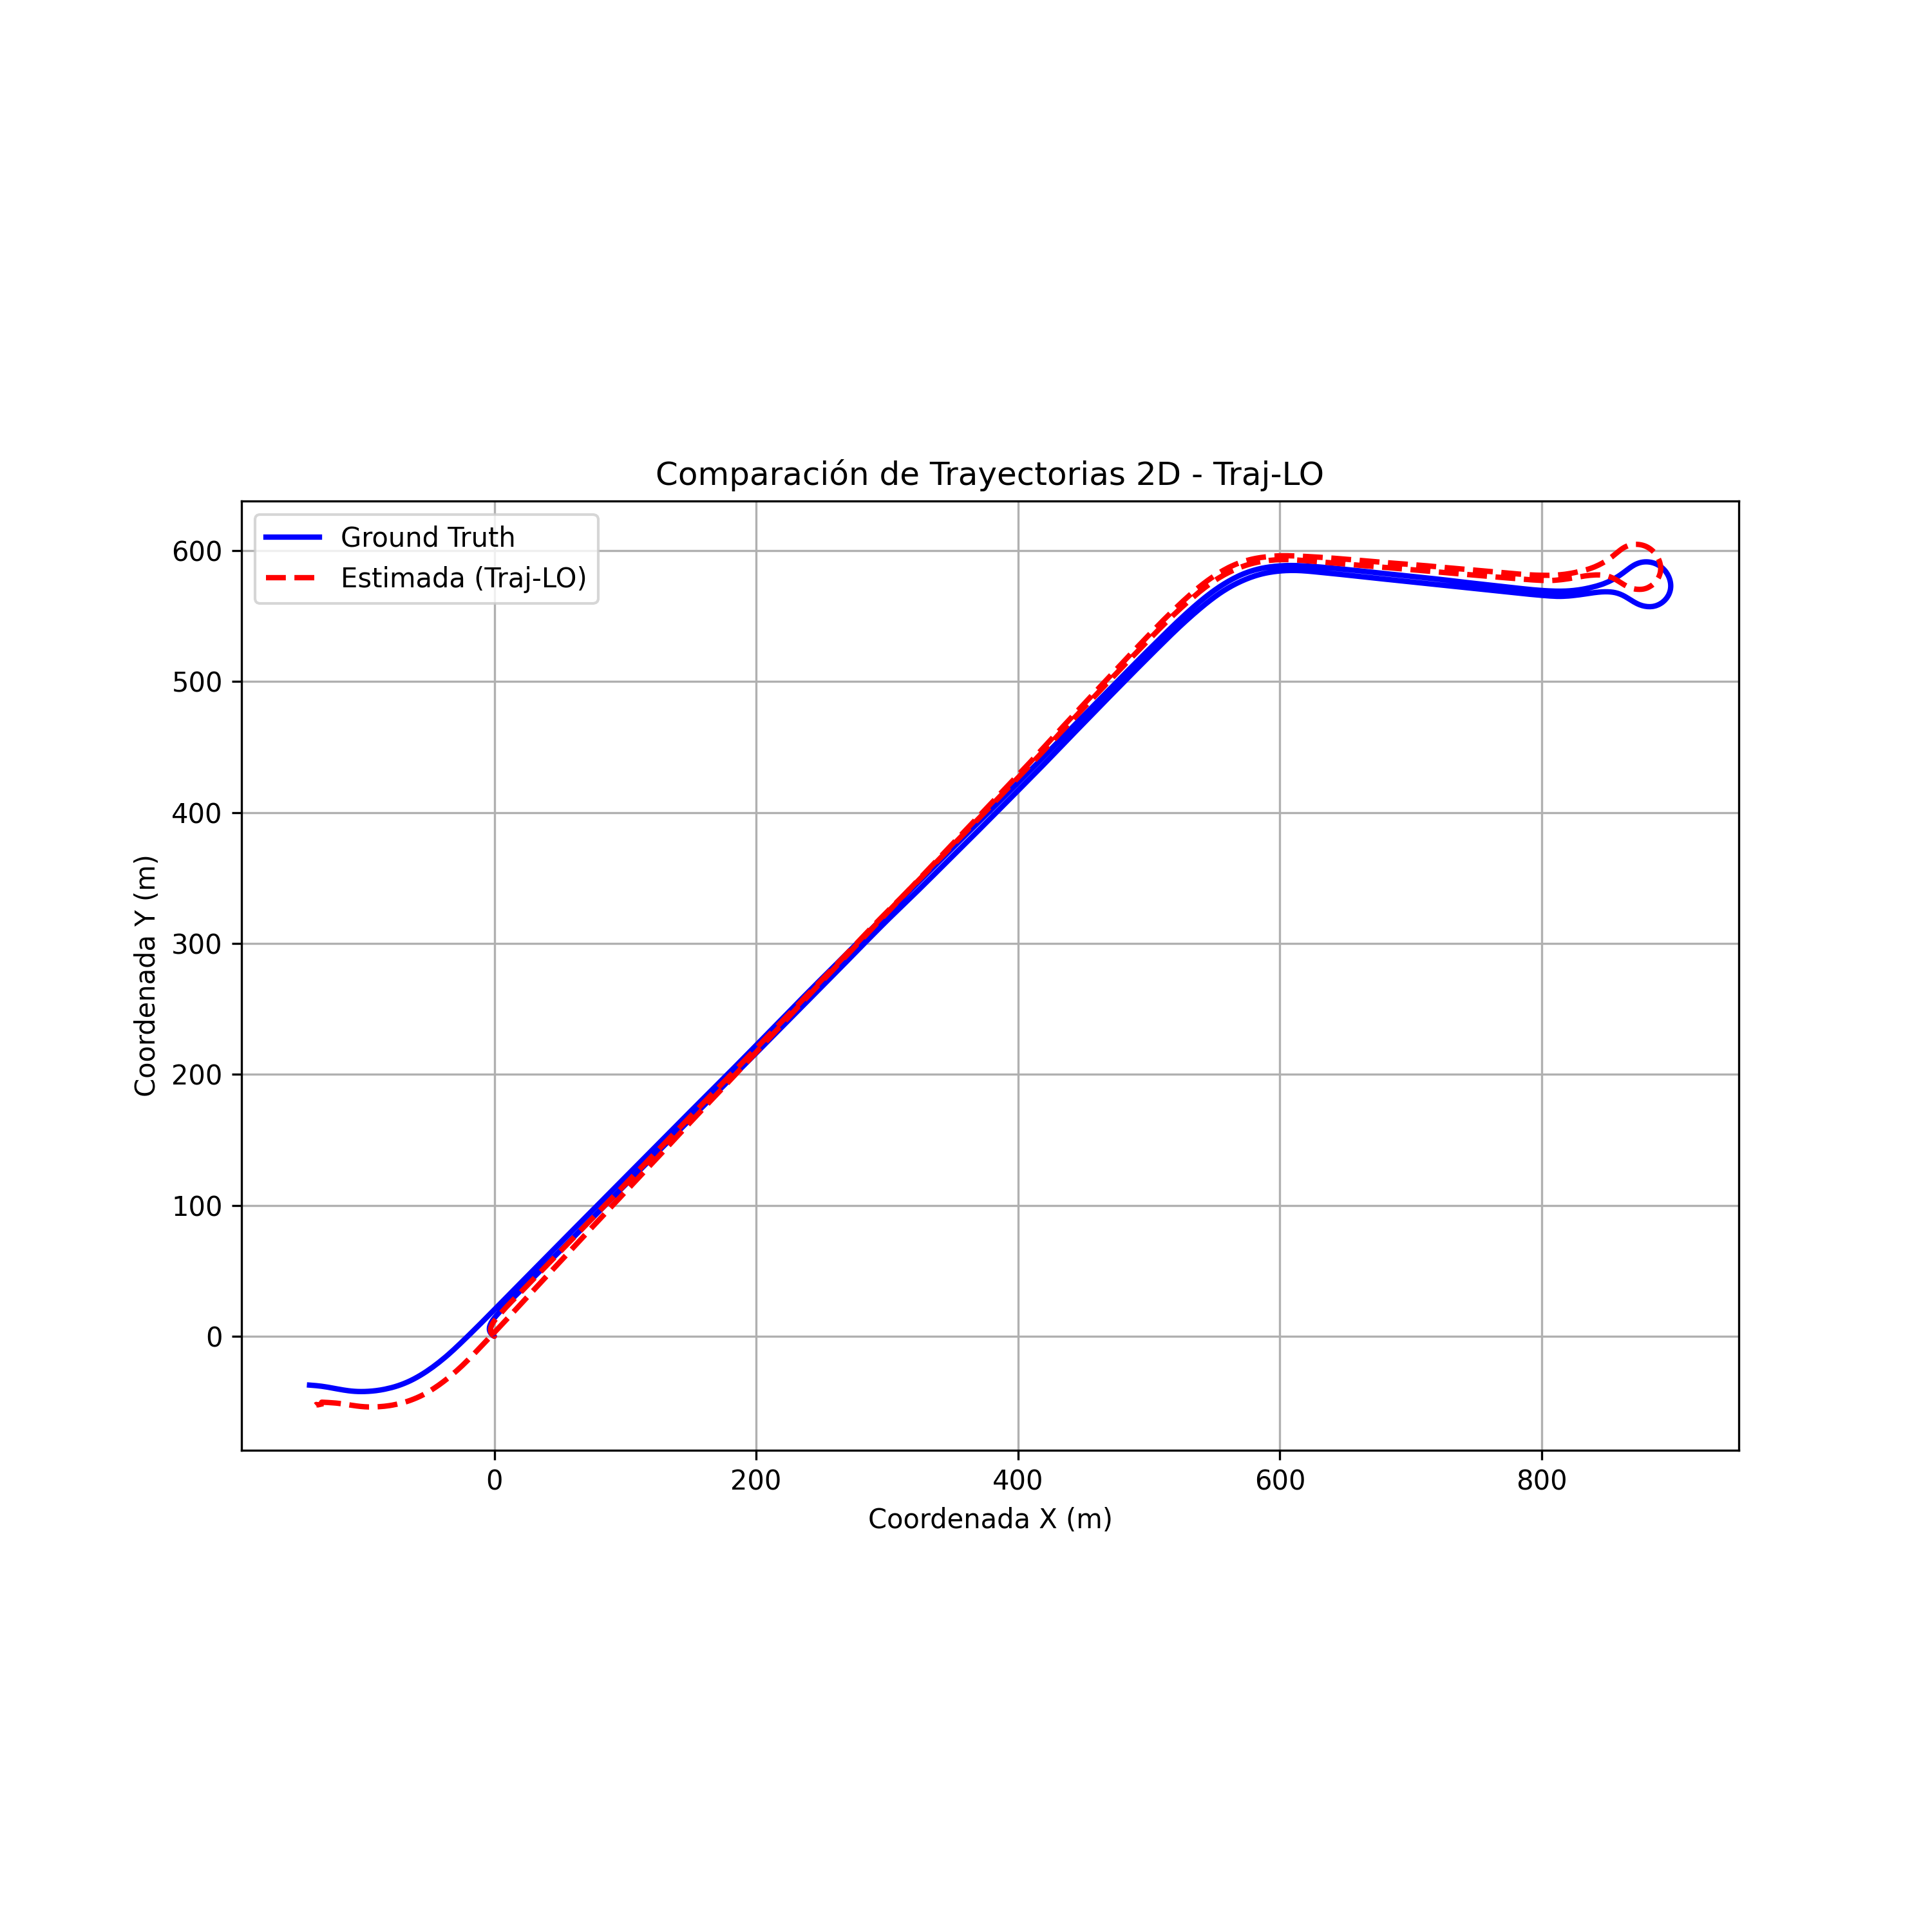 Comparación de Trayectorias 2D - Traj-LO
Ground Truth
Estimada (Traj-LO)
600
500
400
300
200
100
0
Coordenada Y (m)
0
200
400
600
800
Coordenada X (m)